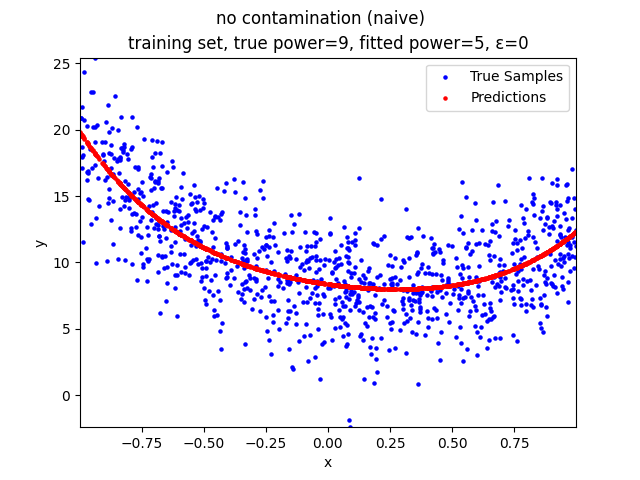 no contamination (naive)
training set, true power=9, fitted power=5, ε=0
True Samples
Predictions
25
20
15
10
5
0
y
−0.75
−0.50
−0.25
0.00
0.25
0.50
0.75
x